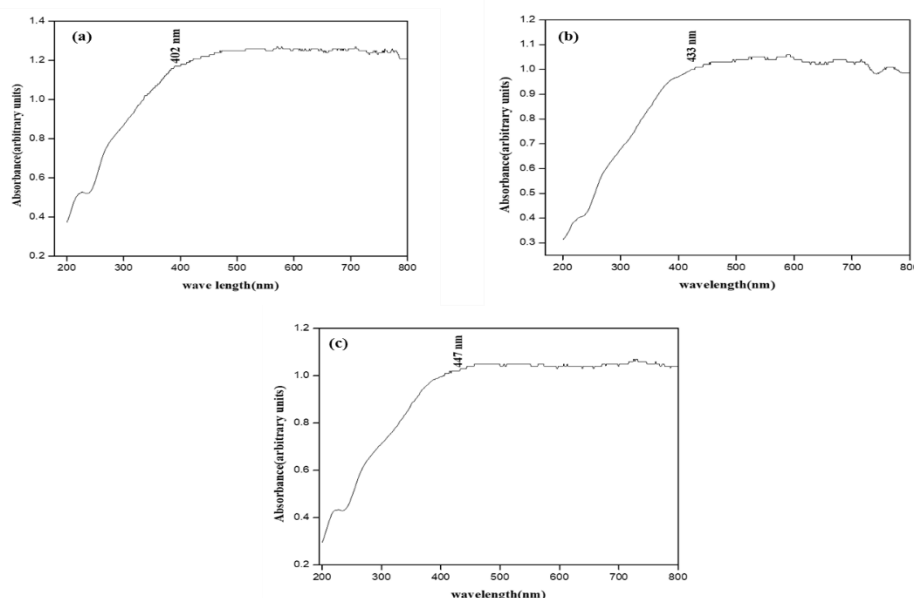 (a)
402 nm
1.4
1.2
1.0
0.8
0.6
0.4
0.2
200 300 400 500 600 700 800
Absorbance(arbitrary units)
wave length(nm)
(b)
433 nm
1.2
1.1
1.0
0.9
0.8
0.7
0.6
0.5
0.4
0.3
200 300 400 500 600 700 800
Absorbance(arbitrary units)
wavelength(nm)
(c)
447 nm
1.2
1.0
0.8
0.6
0.4
0.2
200 300 400 500 600 700 800
Absorbance(arbitrary units)
wavelength(nm)